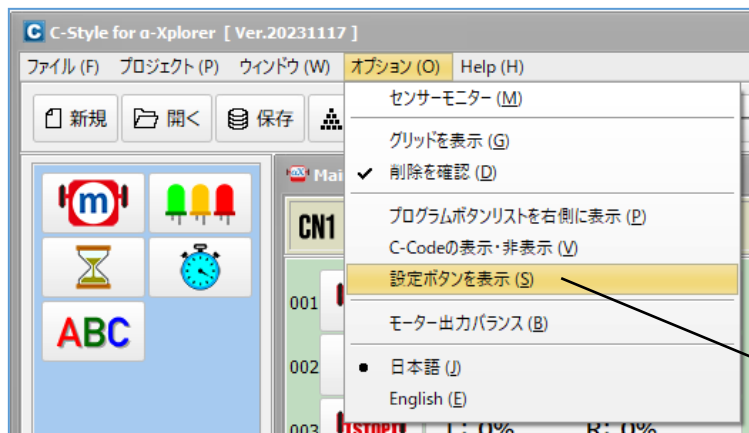 C-Style for α-Xplorer [ Ver.20231117 ]
ファイル (F) プロジェクト (P) ウィンドウ (W) オプション (O) Help (H)
新規 開く 保存
センサーモニター (M)
グリッドを表示 (G)
削除を確認 (D)
プログラムボタンリストを右側に表示 (P)
C-Codeの表示・非表示 (V)
設定ボタンを表示 (S)
モーター出力バランス (B)
日本語 (J)
English (E)
m
ABC
αX Mai
CN1
001
002
003 1STOP1 L: 0% R: 0%